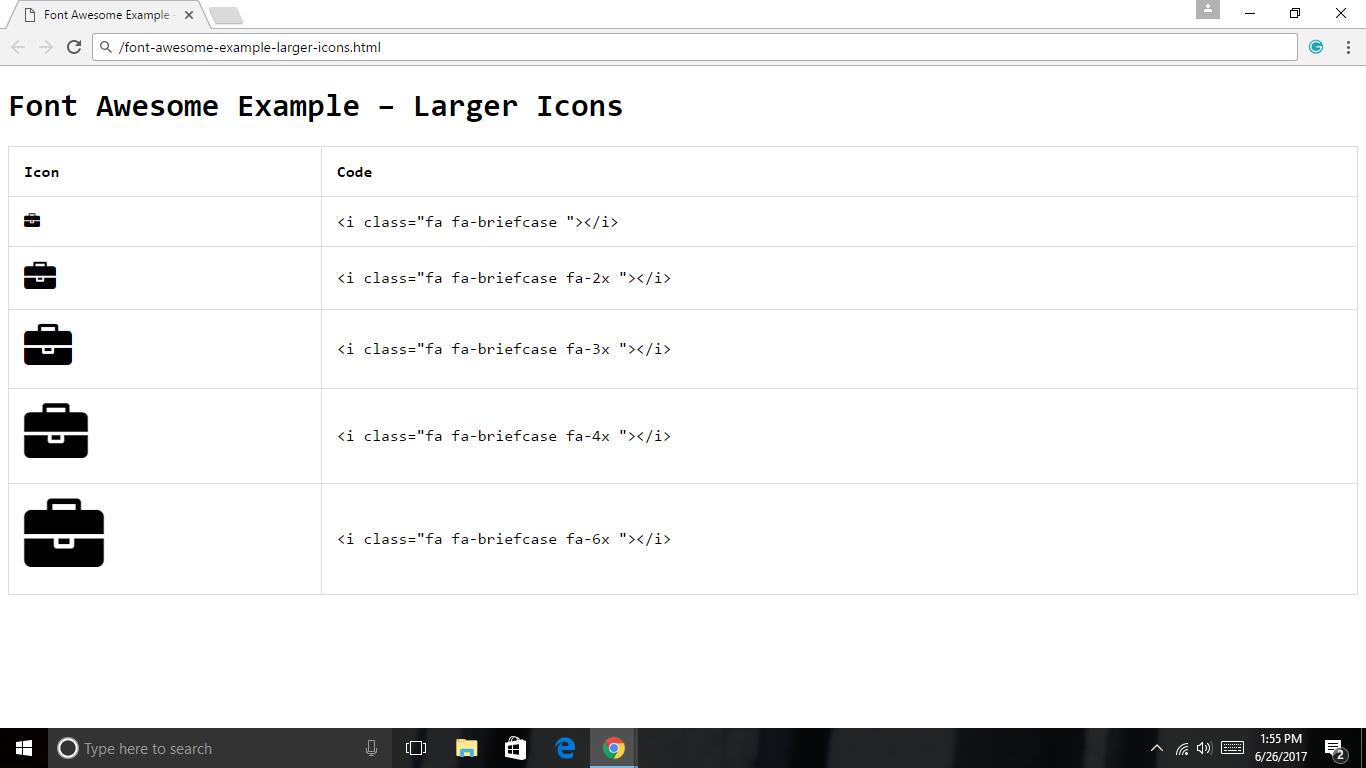 Font Awesome Example -
/font-awesome-example-larger-icons.html
Font Awesome Example – Larger Icons
Icon Code
<i class="fa fa-briefcase "></i>
<i class="fa fa-briefcase fa-2x "></i>
<i class="fa fa-briefcase fa-3x "></i>
<i class="fa fa-briefcase fa-4x "></i>
<i class="fa fa-briefcase fa-6x "></i>
Type here to search
1:55 PM
6/26/2017
2